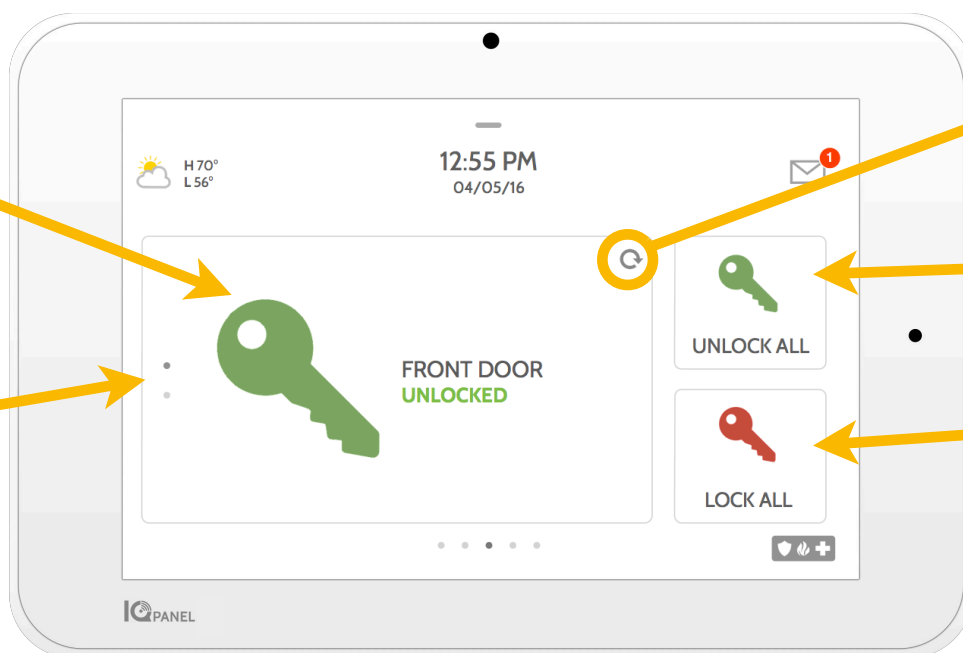 H 70°
L 56°
12:55 PM
04/05/16
1
FRONT DOOR
UNLOCKED
UNLOCK ALL
LOCK ALL
IQ PANEL